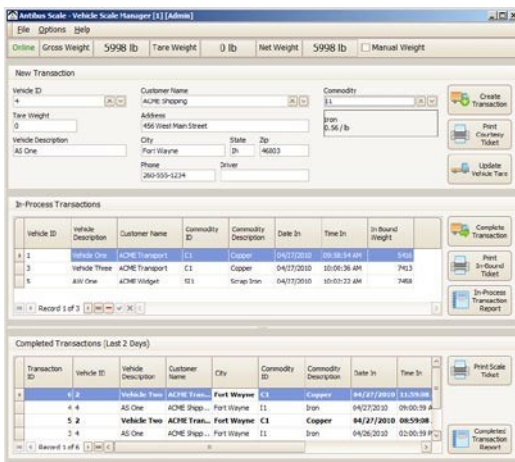 Antibus Scale - Vehicle Scale Manager [1] [Admin]
File Options Help
Online Gross Weight 5998 lb Tare Weight 0 lb Net Weight 5998 lb Manual Weight
New Transaction
Vehicle ID Customer Name Commodity
4 ACME Shipping I1
Create Transaction
Tare Weight Address
Iron
0 456 West Main Street
0.56 / lb
Print Courtesy Ticket
Vehicle Description City State Zip
AS One Fort Wayne IN 46803
Phone Driver
260-555-1234
Update Vehicle Tare
In-Process Transactions
Vehicle ID Vehicle Description Customer Name Commodity ID Commodity Description Date In Time In In Bound Weight
1 Vehicle One ACME Transport C1 Copper 04/27/2010 09:58:54 AM 5416
3 Vehicle Three ACME Transport C1 Copper 04/27/2010 10:00:36 AM 7413
5 AW One ACME Widget SI1 Scrap Iron 04/27/2010 10:02:22 AM 7458
Record 1 of 3
Complete Transaction
Print In-Bound Ticket
In-Process Transaction Report
Completed Transactions (Last 2 Days)
Transaction ID Vehicle ID Vehicle Description Customer Name City Commodity ID Commodity Description Date In Time In
6 2 Vehicle Two ACME Tran... Fort Wayne C1 Copper 04/27/2010 11:59:08
4 4 AS One ACME Shipp... Fort Wayne I1 Iron 04/27/2010 09:00:39 A
5 2 Vehicle Two ACME Tran... Fort Wayne C1 Copper 04/27/2010 08:59:08
3 4 AS One ACME Shipp... Fort Wayne I1 Iron 04/26/2010 02:00:39 P
Record 1 of 6
Print Scale Ticket
Completed Transaction Report